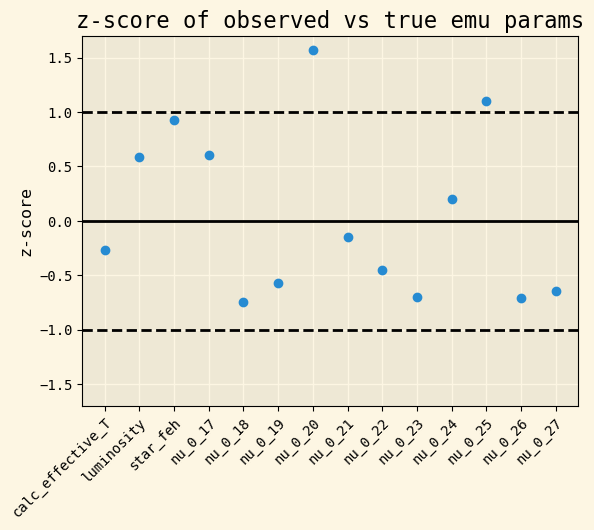 z-score of observed vs true emu params
z-score
1.5
1.0
0.5
0.0
−0.5
−1.0
−1.5
calc_effective_T
luminosity
star_feh
nu_0_17
nu_0_18
nu_0_19
nu_0_20
nu_0_21
nu_0_22
nu_0_23
nu_0_24
nu_0_25
nu_0_26
nu_0_27